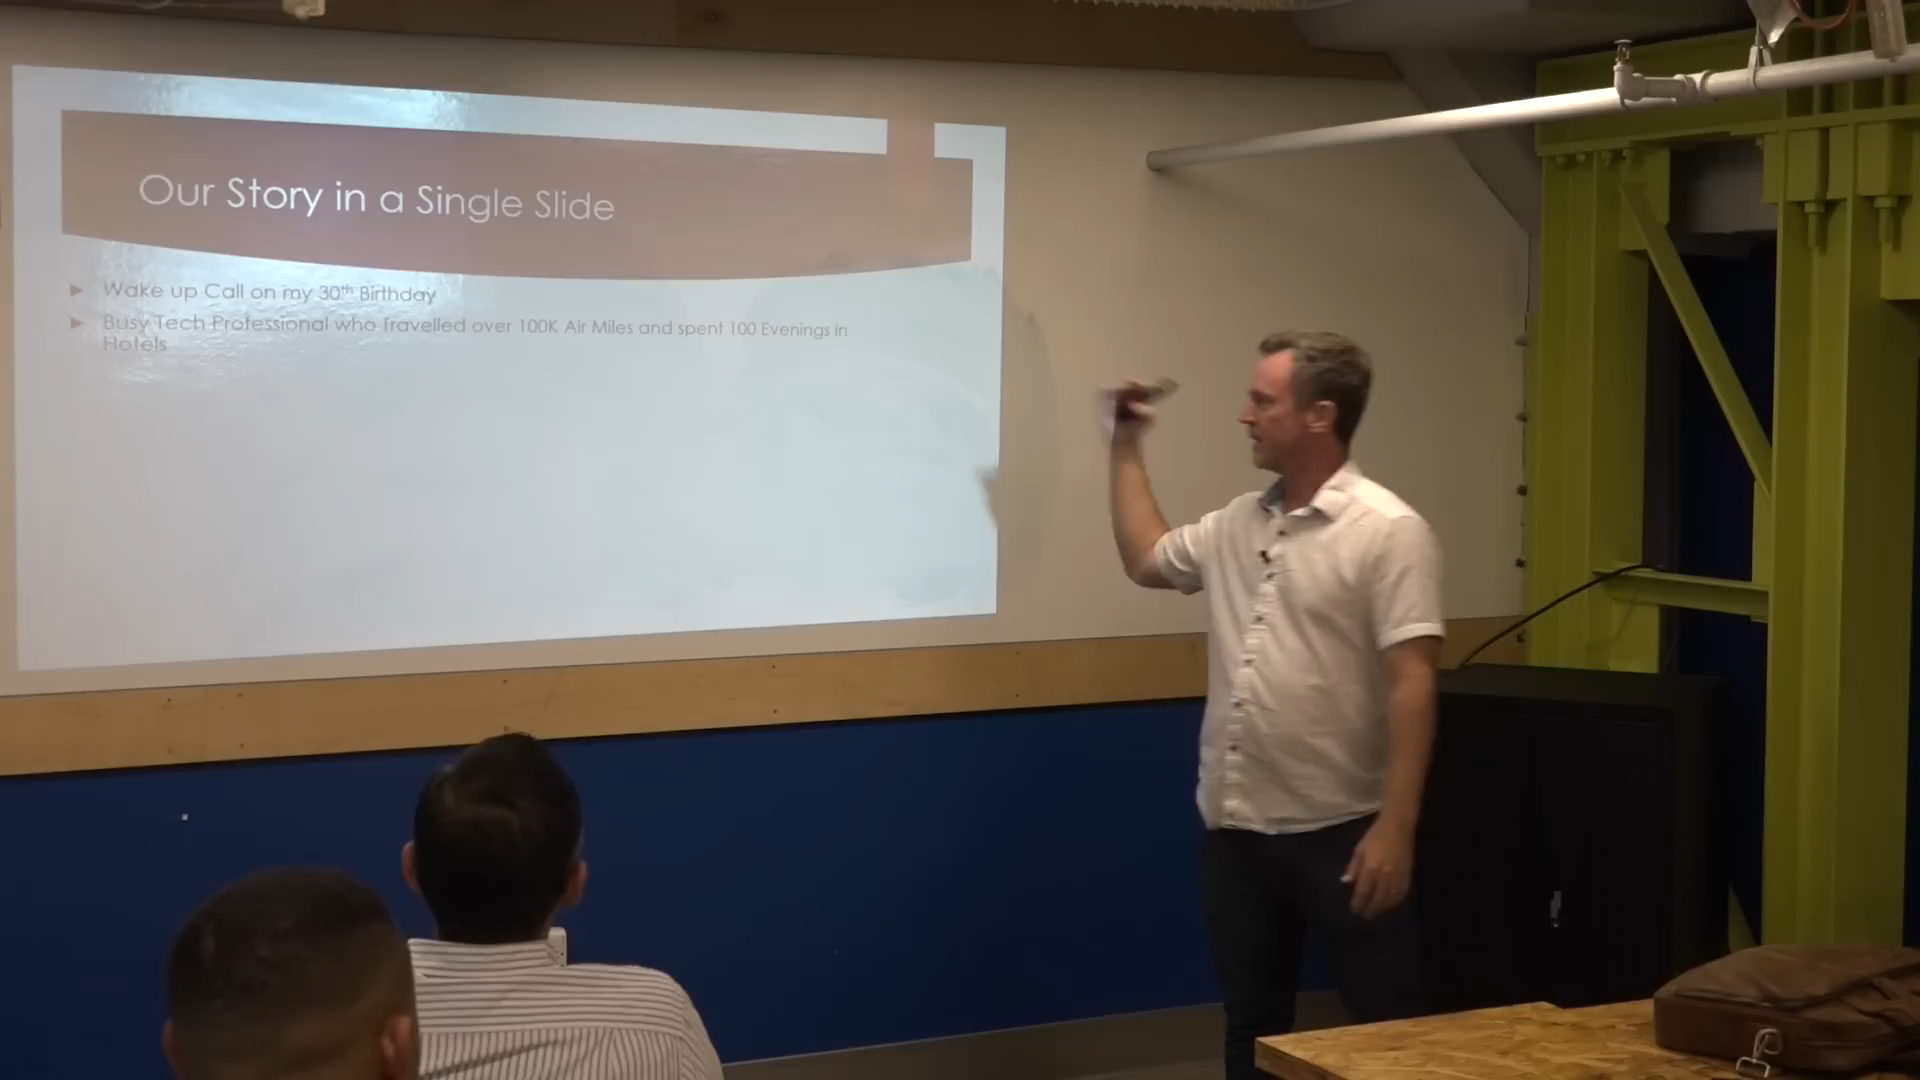 Our Story in a Single Slide
Wake up Call on my 30th Birthday
Busy Tech Professional who Travelled over 100K Air Miles and spent 100 Evenings in
Hotels